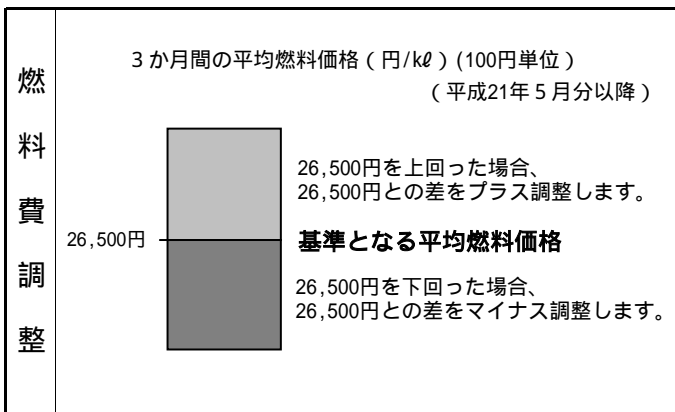 燃料費調整
3か月間の平均燃料価格(円/kℓ)(100円単位)
(平成21年5月分以降)
26,500円を上回った場合、
26,500円との差をプラス調整します。
26,500円
基準となる平均燃料価格
26,500円を下回った場合、
26,500円との差をマイナス調整します。